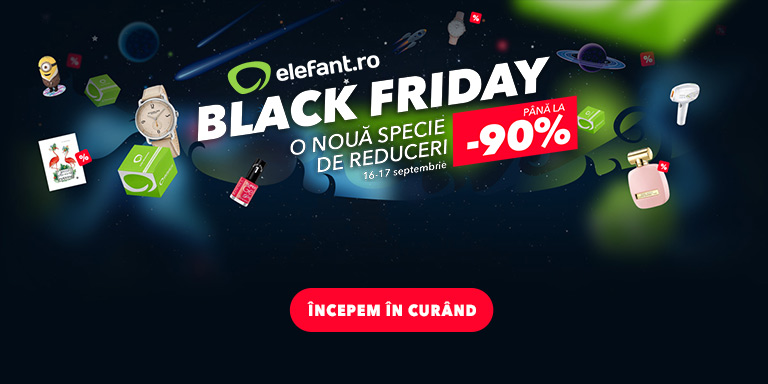 elefant.ro
BLACK FRIDAY
O NOUĂ SPECIE
DE REDUCERI
16-17 septembrie
PÂNĂ LA
-90%
ÎNCEPEM ÎN CURÂND